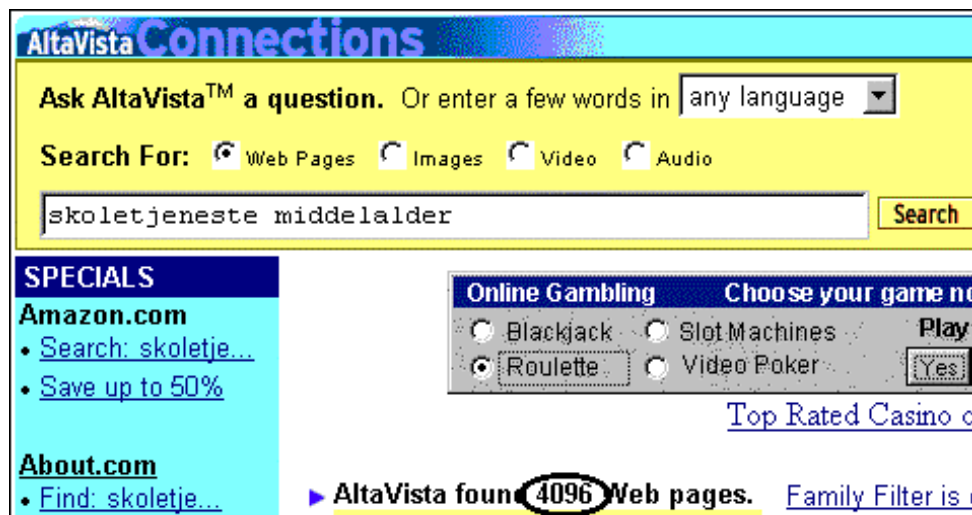 AltaVista Connections
Ask AltaVista™ a question. Or enter a few words in any language
Search For: Web Pages Images Video Audio
skoletjeneste middelalder Search
SPECIALS
Amazon.com
• Search: skoletje...
• Save up to 50%
About.com
• Find: skoletje...
Online Gambling Choose your game
Blackjack Slot Machines Play
Roulette Video Poker Yes
Top Rated Casino
AltaVista foun 4096 Web pages. Family Filter is